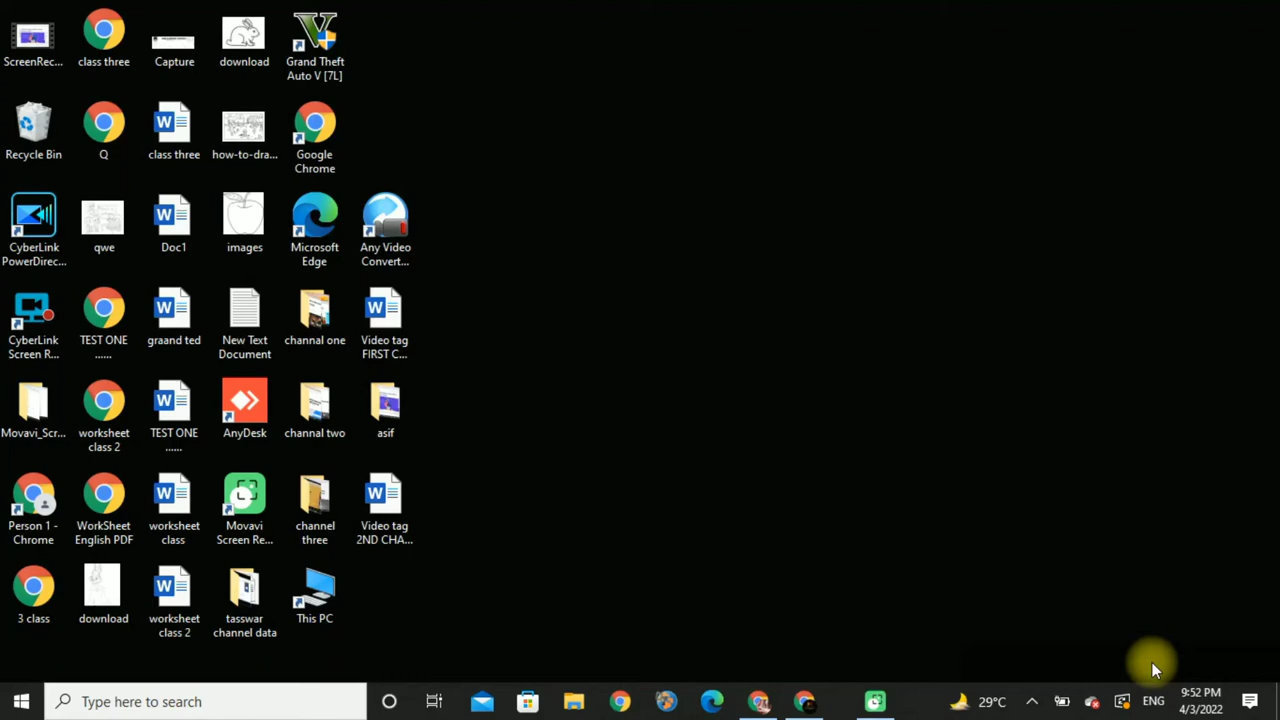 ScreenRec...
class three
Capture
download
Grand Theft
Auto V [7L]
Recycle Bin
Q
class three
how-to-dra...
Google
Chrome
CyberLink
PowerDirec...
qwe
Doc1
images
Microsoft
Edge
Any Video
Convert...
CyberLink
Screen R...
TEST ONE
......
graand ted
New Text
Document
channal one
Video tag
FIRST C...
Movavi_Scr...
worksheet
class 2
TEST ONE
......
AnyDesk
channal two
asif
Person 1 -
Chrome
WorkSheet
English PDF
worksheet
class
Movavi
Screen Re...
channel
three
Video tag
2ND CHA...
3 class
download
worksheet
class 2
tasswar
channel data
This PC
Type here to search
29°C
ENG
9:52 PM
4/3/2022